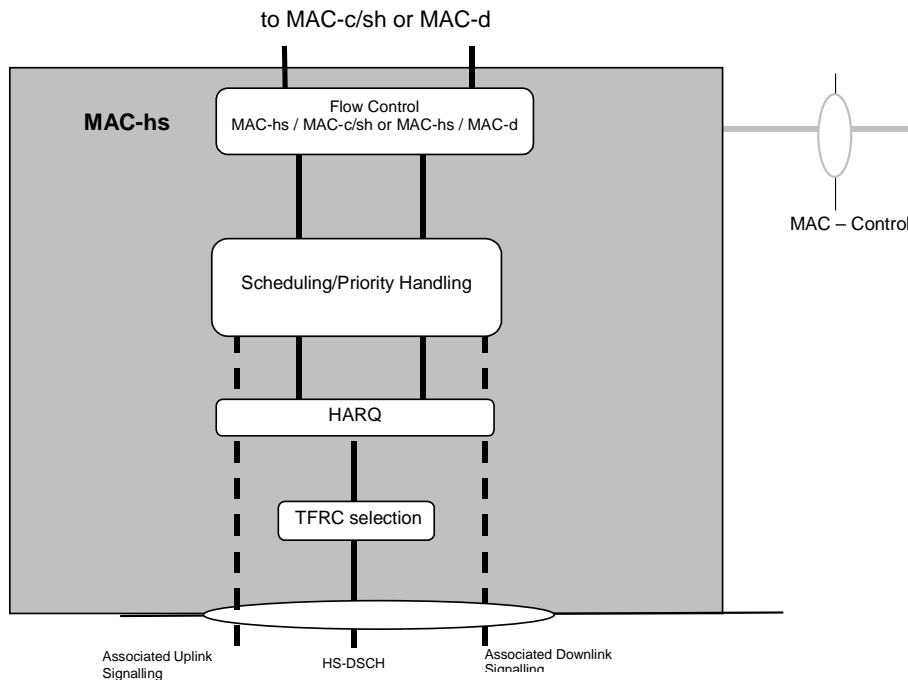 to MAC-c/sh or MAC-d
MAC-hs
Flow Control
MAC-hs / MAC-c/sh or MAC-hs / MAC-d
MAC – Control
Scheduling/Priority Handling
HARQ
TFRC selection
Associated Uplink
Signalling
HS-DSCH
Associated Downlink
Signalling